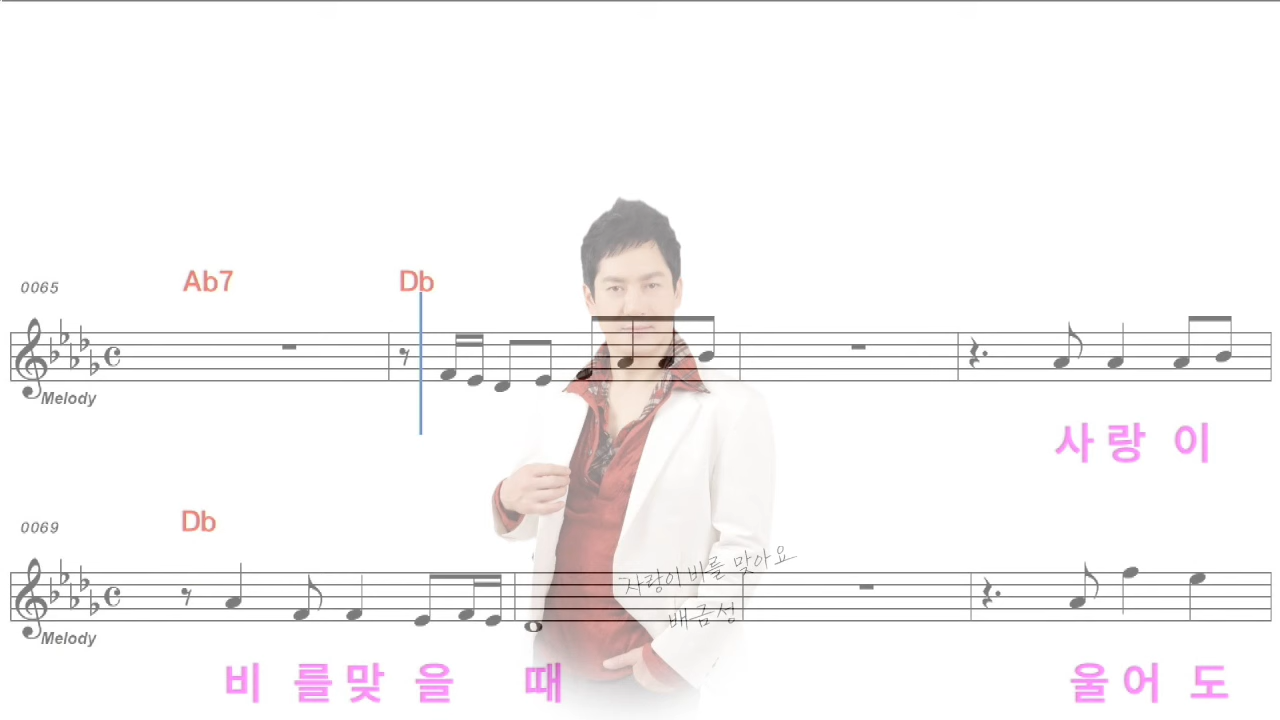 Ab7 Db
0065
Melody
사랑 이
Db
0069
Melody
사랑이 비를 맞아요
배금성
비 를맞 을 때 울어 도